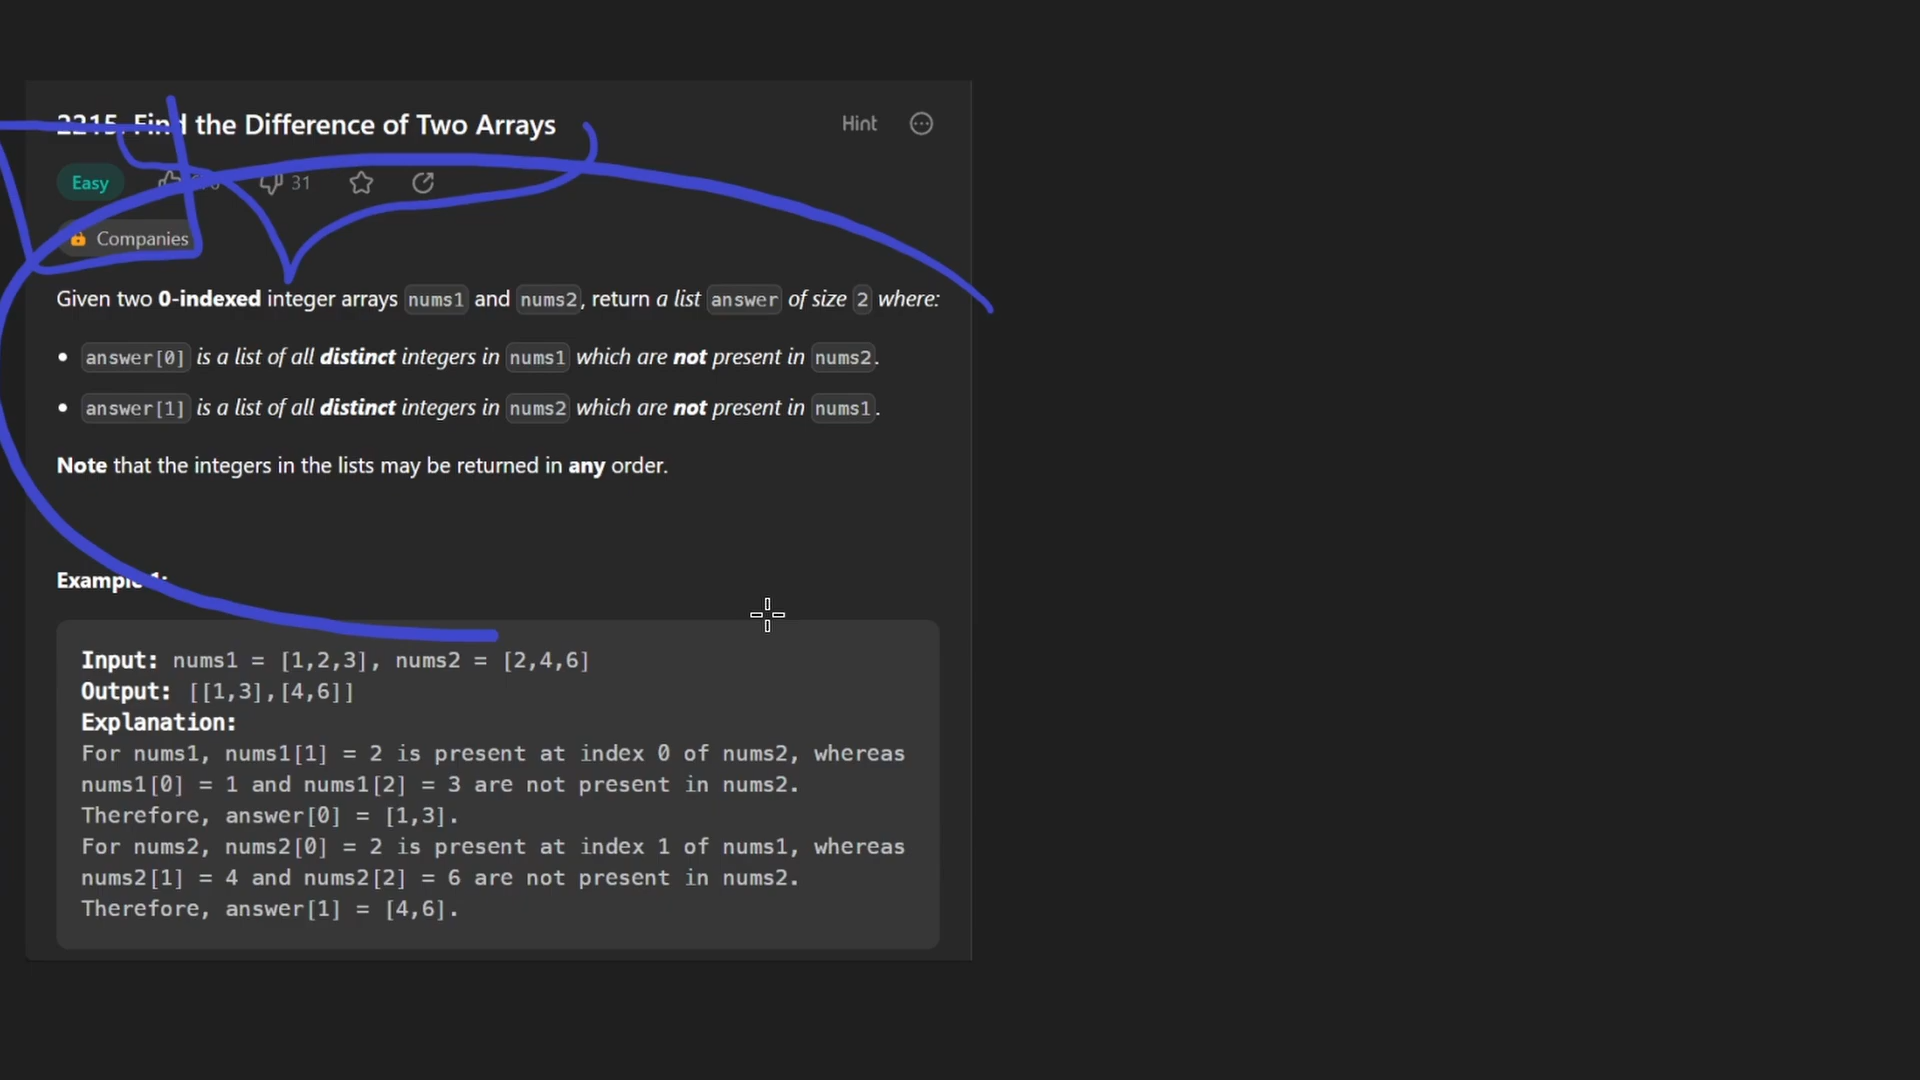 2215. Find the Difference of Two Arrays
Hint
Easy
31
Companies
Given two 0-indexed integer arrays nums1 and nums2, return a list answer of size 2 where:
• answer[0] is a list of all distinct integers in nums1 which are not present in nums2.
• answer[1] is a list of all distinct integers in nums2 which are not present in nums1.
Note that the integers in the lists may be returned in any order.
Example 1:
Input: nums1 = [1,2,3], nums2 = [2,4,6]
Output: [[1,3],[4,6]]
Explanation:
For nums1, nums1[1] = 2 is present at index 0 of nums2, whereas
nums1[0] = 1 and nums1[2] = 3 are not present in nums2.
Therefore, answer[0] = [1,3].
For nums2, nums2[0] = 2 is present at index 1 of nums1, whereas
nums2[1] = 4 and nums2[2] = 6 are not present in nums2.
Therefore, answer[1] = [4,6].